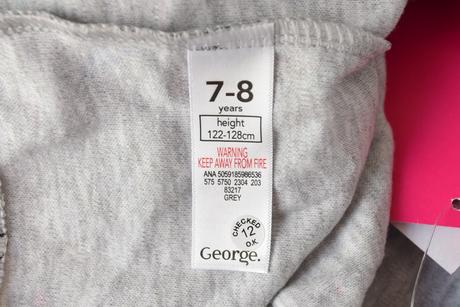 7-8
years
height
122-128cm
WARNING
KEEP AWAY FROM FIRE
ANA 5059185986536
575 5750 2304 203
83217
GREY
CHECKED
12
O.K
George.